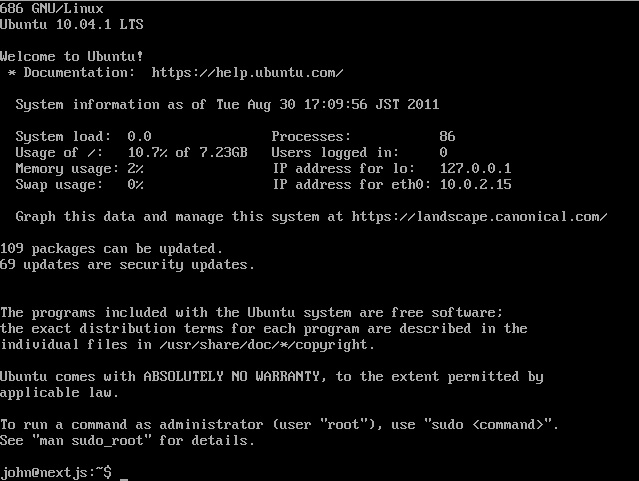 686 GNU/Linux
Ubuntu 10.04.1 LTS
Welcome to Ubuntu!
* Documentation: https://help.ubuntu.com/
System information as of Tue Aug 30 17:09:56 JST 2011
System load: 0.0 Processes: 86
Usage of /: 10.7% of 7.23GB Users logged in: 0
Memory usage: 2% IP address for lo: 127.0.0.1
Swap usage: 0% IP address for eth0: 10.0.2.15
Graph this data and manage this system at https://landscape.canonical.com/
109 packages can be updated.
69 updates are security updates.
The programs included with the Ubuntu system are free software;
the exact distribution terms for each program are described in the
individual files in /usr/share/doc/*/copyright.
Ubuntu comes with ABSOLUTELY NO WARRANTY, to the extent permitted by
applicable law.
To run a command as administrator (user "root"), use "sudo <command>".
See "man sudo_root" for details.
john@nextjs:~$ _